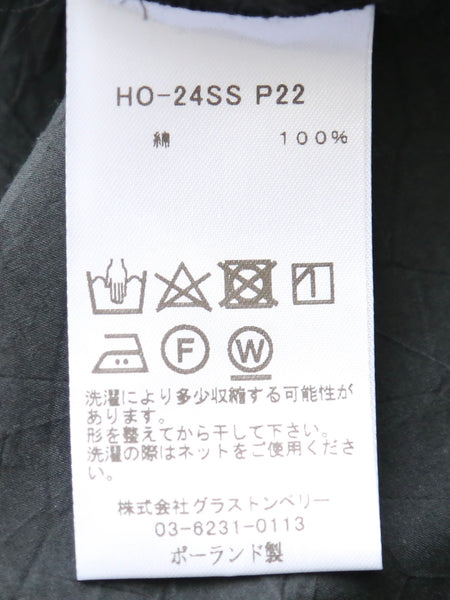 HO-24SS P22
綿 100%
F W
洗濯により多少収縮する可能性が
あります。
形を整えてから干して下さい。
洗濯の際はネットをご使用くださ
い。
株式会社グラストンベリー
03-6231-0113
ポーランド製